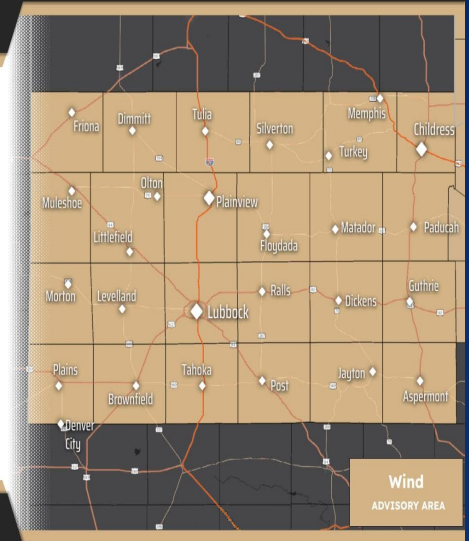 Friona
Dimmitt
Tulia
Silverton
Memphis
Turkey
Childress
Muleshoe
Olton
Plainview
Littlefield
Floydada
Matador
Paducah
Morton
Levelland
Lubbock
Ralls
Dickens
Guthrie
Plains
Brownfield
Tahoka
Post
Jayton
Aspermont
Denver
City
Wind
ADVISORY AREA